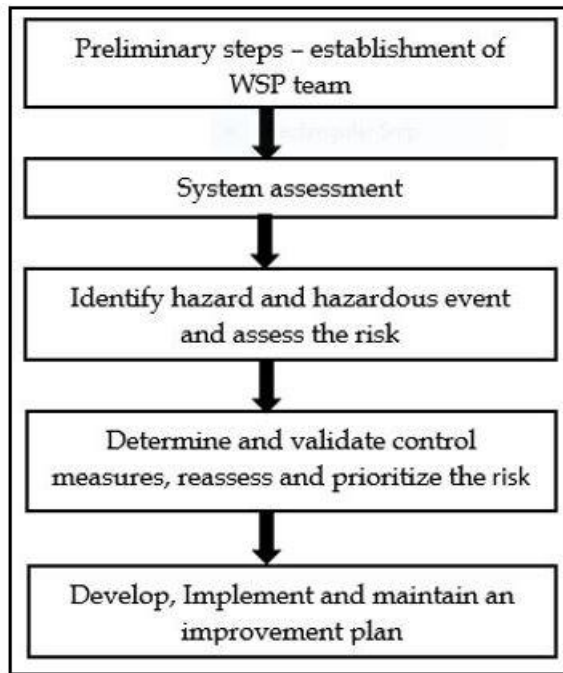 Preliminary steps – establishment of
WSP team
System assessment
Identify hazard and hazardous event
and assess the risk
Determine and validate control
measures, reassess and prioritize the risk
Develop, Implement and maintain an
improvement plan